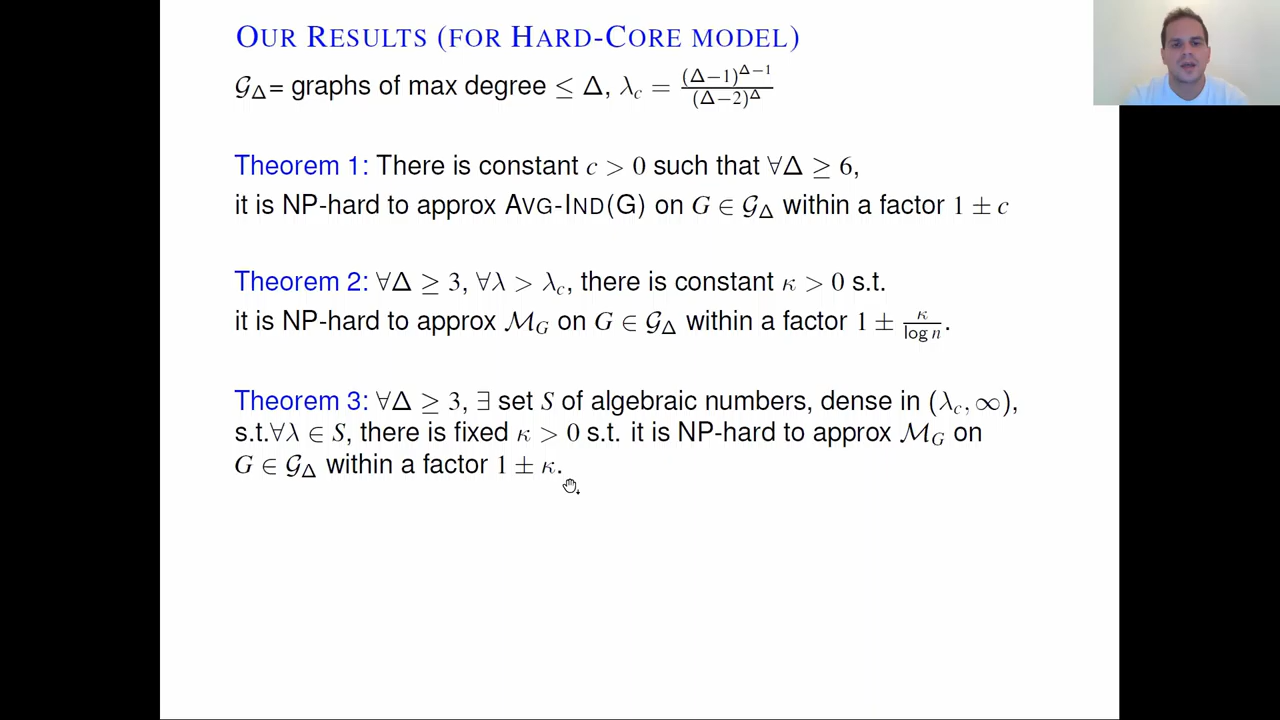 OUR RESULTS (FOR HARD-CORE MODEL)
𝒢_Δ= graphs of max degree ≤ Δ, λ_c = (Δ−1)^{Δ−1}/(Δ−2)^Δ
Theorem 1: There is constant c > 0 such that ∀Δ ≥ 6,
it is NP-hard to approx AVG-IND(G) on G ∈ 𝒢_Δ within a factor 1 ± c
Theorem 2: ∀Δ ≥ 3, ∀λ > λ_c, there is constant κ > 0 s.t.
it is NP-hard to approx ℳ_G on G ∈ 𝒢_Δ within a factor 1 ± κ/log n.
Theorem 3: ∀Δ ≥ 3, ∃ set S of algebraic numbers, dense in (λ_c, ∞),
s.t.∀λ ∈ S, there is fixed κ > 0 s.t. it is NP-hard to approx ℳ_G on
G ∈ 𝒢_Δ within a factor 1 ± κ.